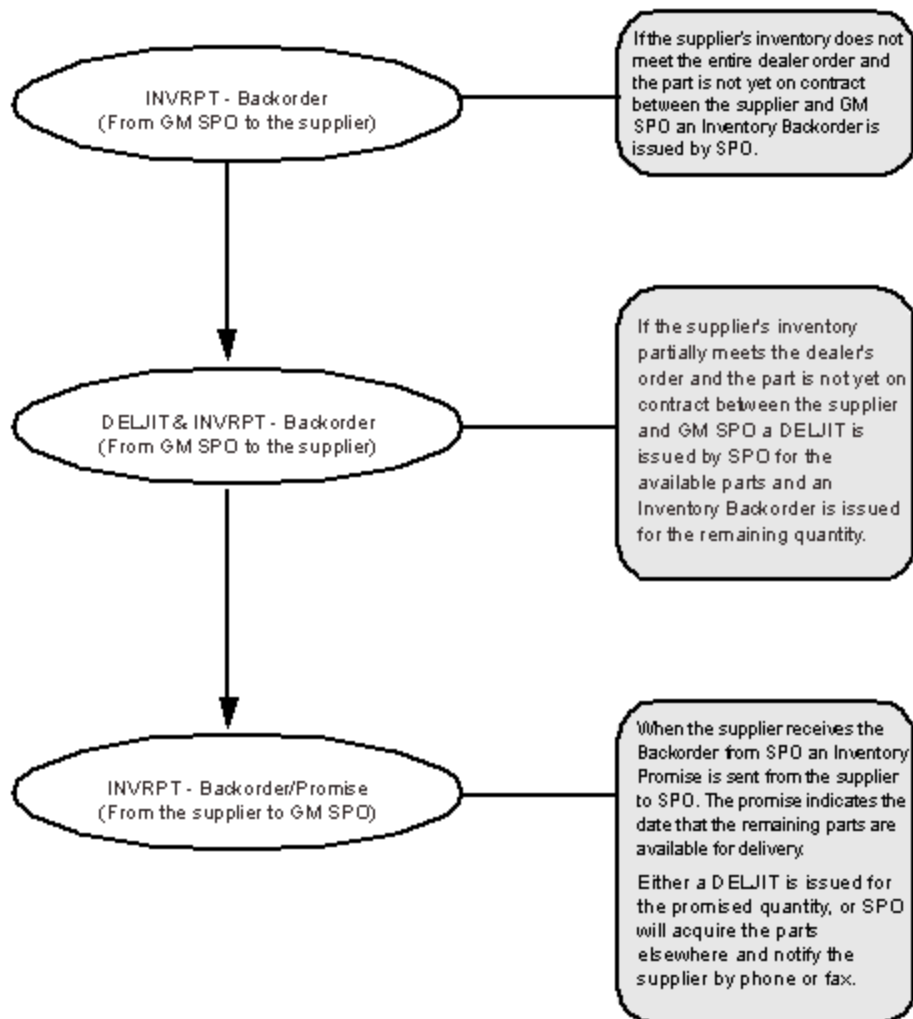 INVRPT - Backorder
(From GM SPO to the supplier)
If the supplier's inventory does not
meet the entire dealer order and
the part is not yet on contract
between the supplier and GM
SPO an Inventory Backorder is
issued by SPO.
DELJIT & INVRPT - Backorder
(From GM SPO to the supplier)
If the supplier's inventory
partially meets the dealer's
order and the part is not yet on
contract between the supplier
and GM SPO a DELJIT is
issued by SPO for the
available parts and an
Inventory Backorder is issued
for the remaining quantity.
INVRPT - Backorder/Promise
(From the supplier to GM SPO)
When the supplier receives the
Backorder from SPO an Inventory
Promise is sent from the supplier
to SPO. The promise indicates the
date that the remaining parts are
available for delivery.
Either a DELJIT is issued for
the promised quantity, or SPO
will acquire the parts
elsewhere and notify the
supplier by phone or fax.